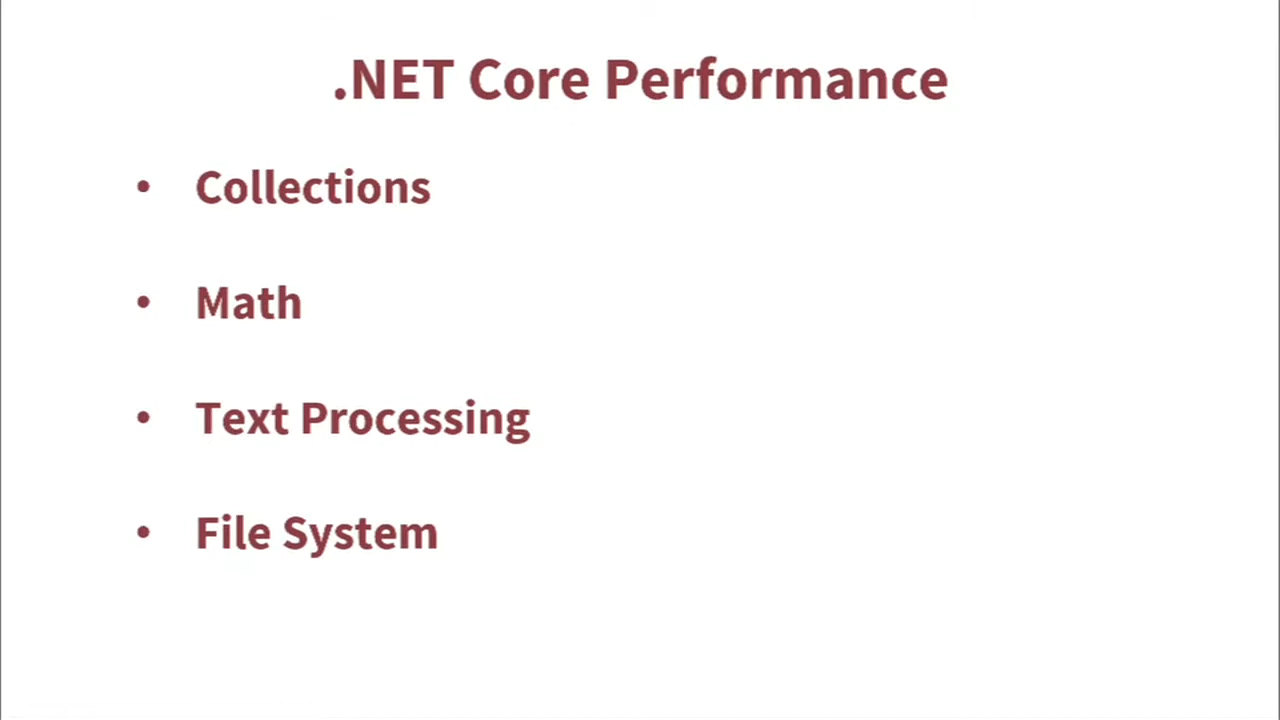 .NET Core Performance
• Collections
• Math
• Text Processing
• File System